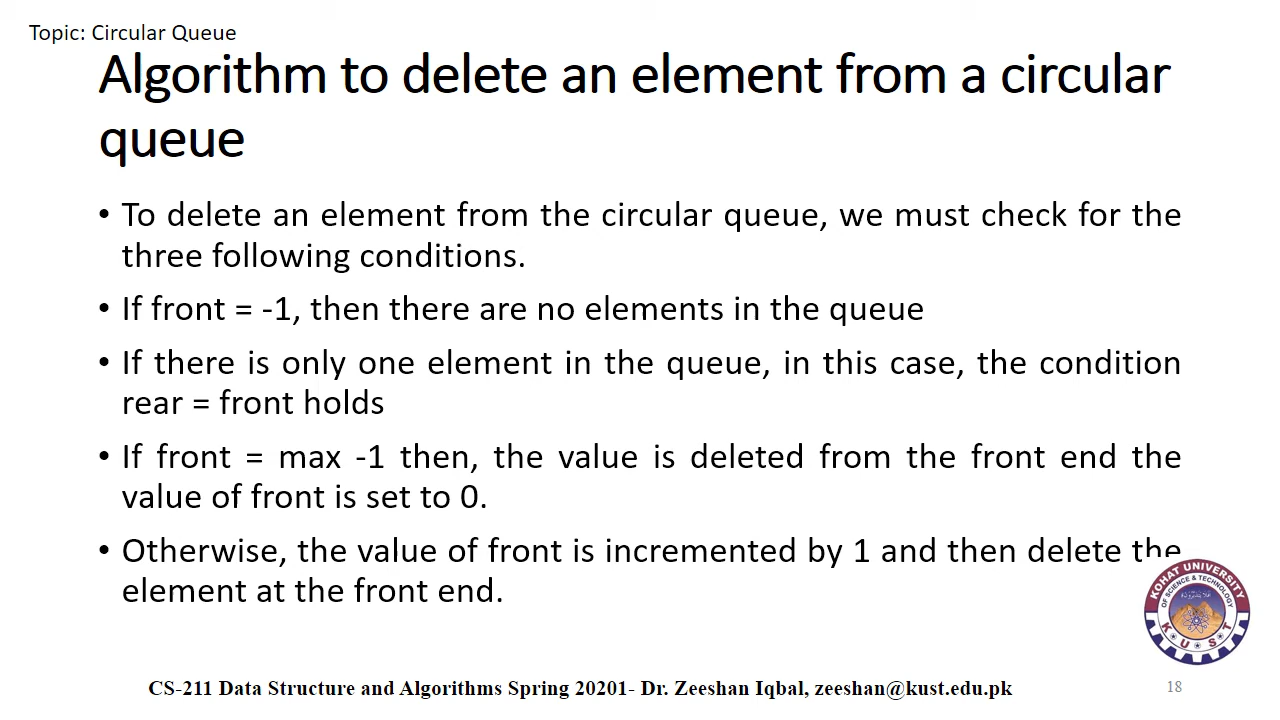 Topic: Circular Queue
Algorithm to delete an element from a circular
queue
• To delete an element from the circular queue, we must check for the
three following conditions.
• If front = -1, then there are no elements in the queue
• If there is only one element in the queue, in this case, the condition
rear = front holds
• If front = max -1 then, the value is deleted from the front end the
value of front is set to 0.
• Otherwise, the value of front is incremented by 1 and then delete the
element at the front end.
KOHAT UNIVERSITY
OF SCIENCE & TECHNOLOGY
K U S T
CS-211 Data Structure and Algorithms Spring 20201- Dr. Zeeshan Iqbal, zeeshan@kust.edu.pk
18